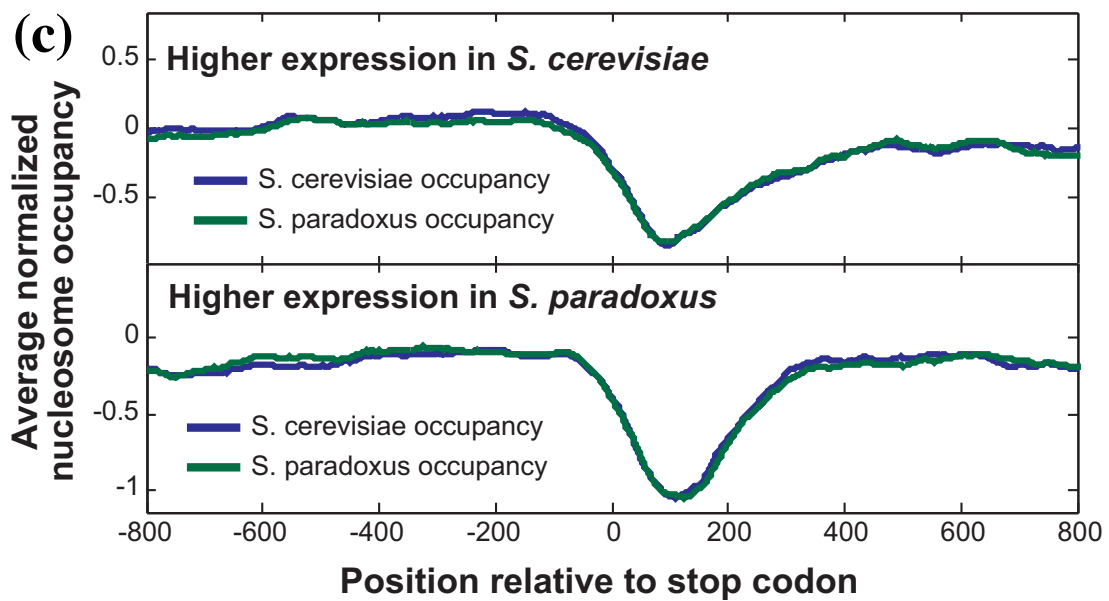 (c)
Average normalized
nucleosome occupancy
0.5
0
-0.5
Higher expression in S. cerevisiae
S. cerevisiae occupancy
S. paradoxus occupancy
0
-0.5
-1
Higher expression in S. paradoxus
S. cerevisiae occupancy
S. paradoxus occupancy
-800 -600 -400 -200 0 200 400 600 800
Position relative to stop codon